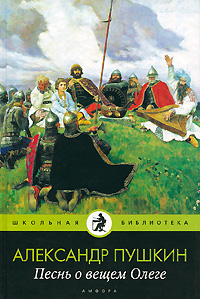 ШКОЛЬНАЯ БИБЛИОТЕКА
АЛЕКСАНДР ПУШКИН
Песнь о вещем Олеге
АМФОРА